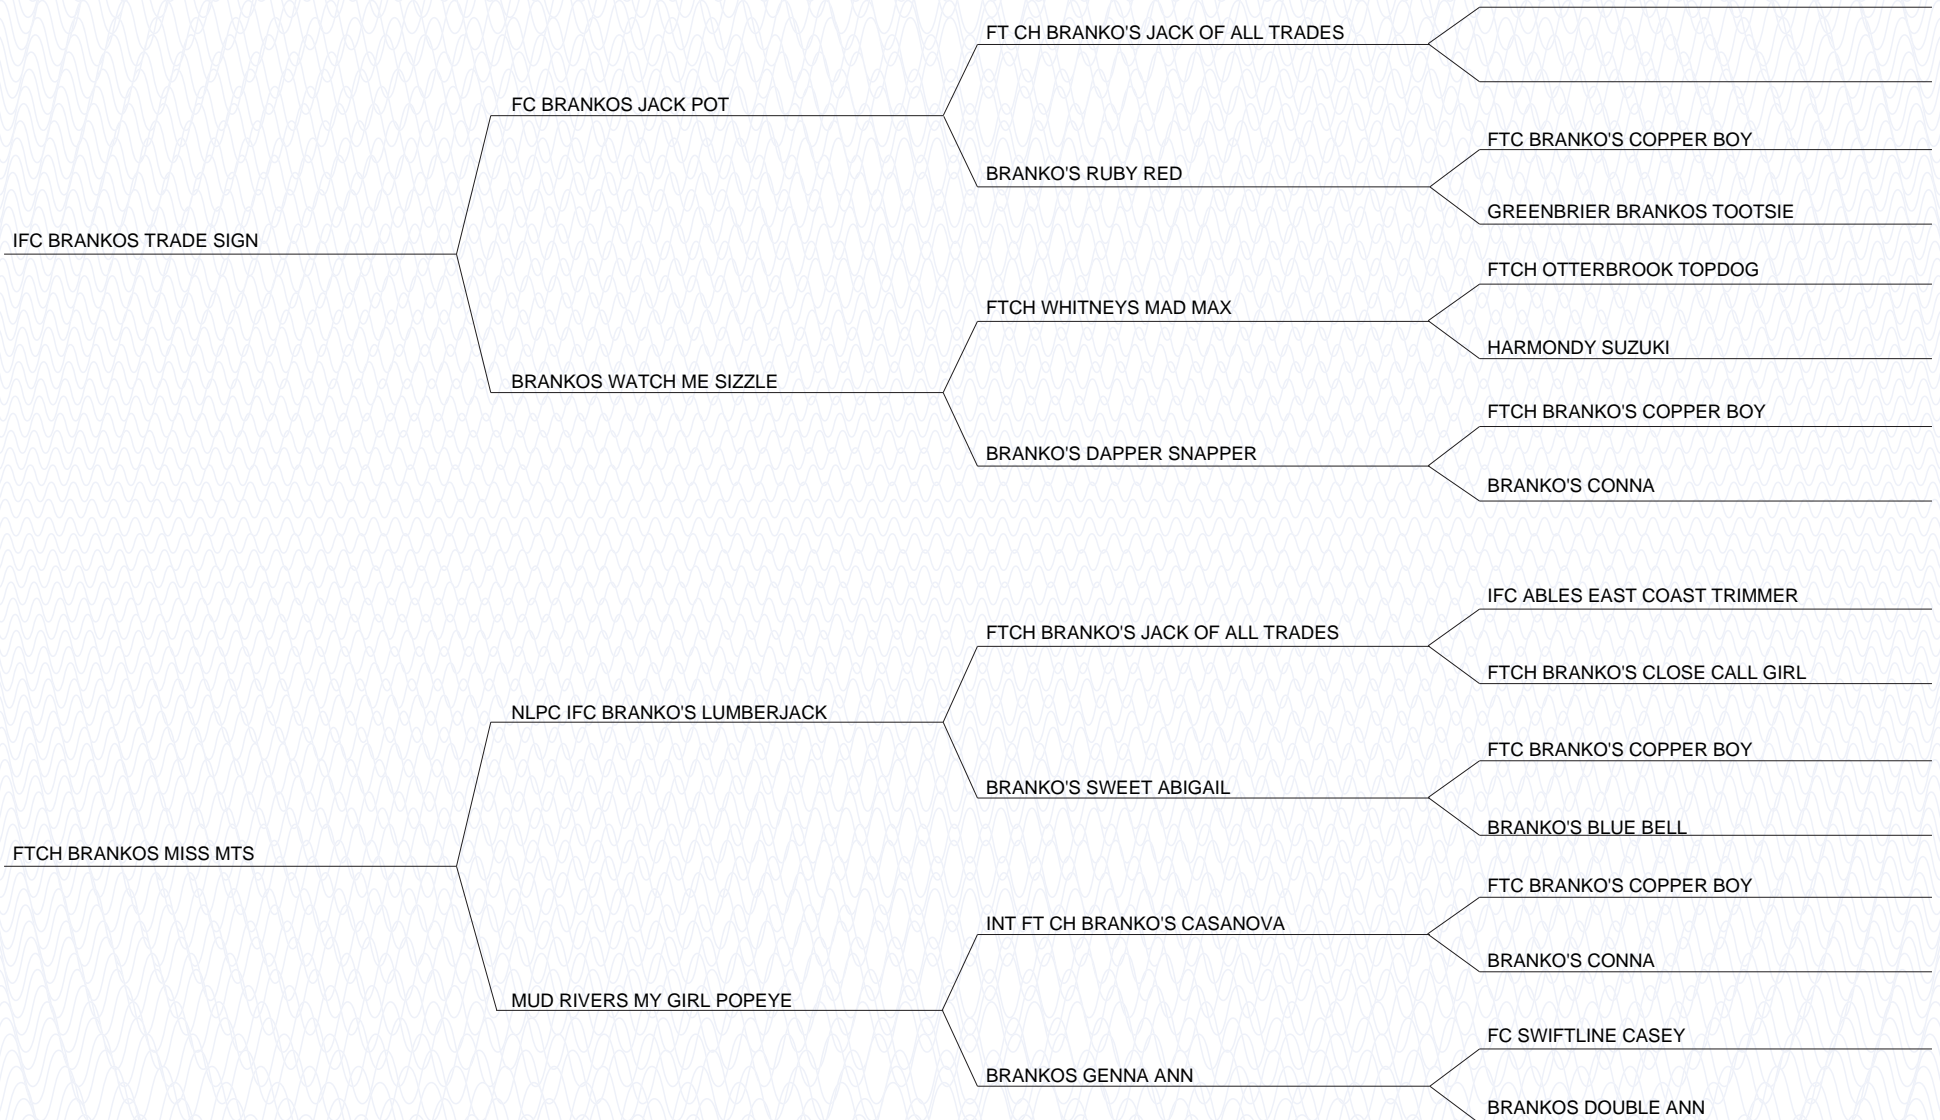 FT CH BRANKO'S JACK OF ALL TRADES
FC BRANKOS JACK POT
FTC BRANKO'S COPPER BOY
BRANKO'S RUBY RED
GREENBRIER BRANKOS TOOTSIE
IFC BRANKOS TRADE SIGN
FTCH OTTERBROOK TOPDOG
FTCH WHITNEYS MAD MAX
HARMONDY SUZUKI
BRANKOS WATCH ME SIZZLE
FTCH BRANKO'S COPPER BOY
BRANKO'S DAPPER SNAPPER
BRANKO'S CONNA
IFC ABLES EAST COAST TRIMMER
FTCH BRANKO'S JACK OF ALL TRADES
FTCH BRANKO'S CLOSE CALL GIRL
NLPC IFC BRANKO'S LUMBERJACK
FTC BRANKO'S COPPER BOY
BRANKO'S SWEET ABIGAIL
BRANKO'S BLUE BELL
FTCH BRANKOS MISS MTS
FTC BRANKO'S COPPER BOY
INT FT CH BRANKO'S CASANOVA
BRANKO'S CONNA
MUD RIVERS MY GIRL POPEYE
FC SWIFTLINE CASEY
BRANKOS GENNA ANN
BRANKOS DOUBLE ANN